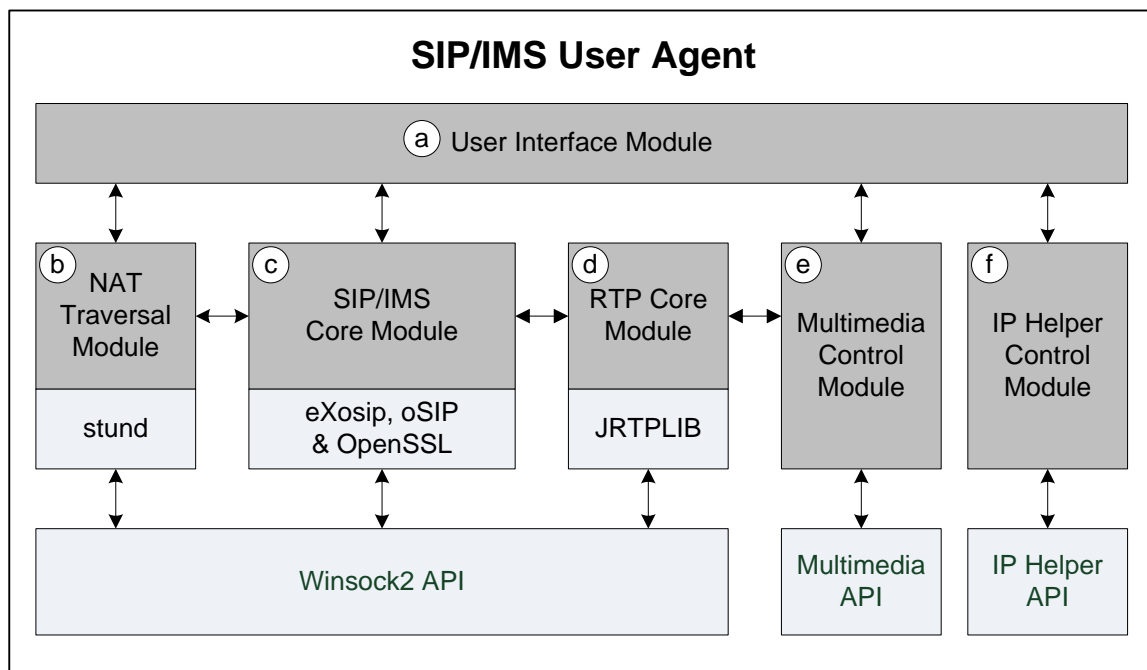 SIP/IMS User Agent
a User Interface Module
b
NAT
Traversal
Module
stund
c
SIP/IMS
Core Module
eXosip, oSIP
& OpenSSL
d
RTP Core
Module
JRTPLIB
e
Multimedia
Control
Module
f
IP Helper
Control
Module
Winsock2 API
Multimedia
API
IP Helper
API